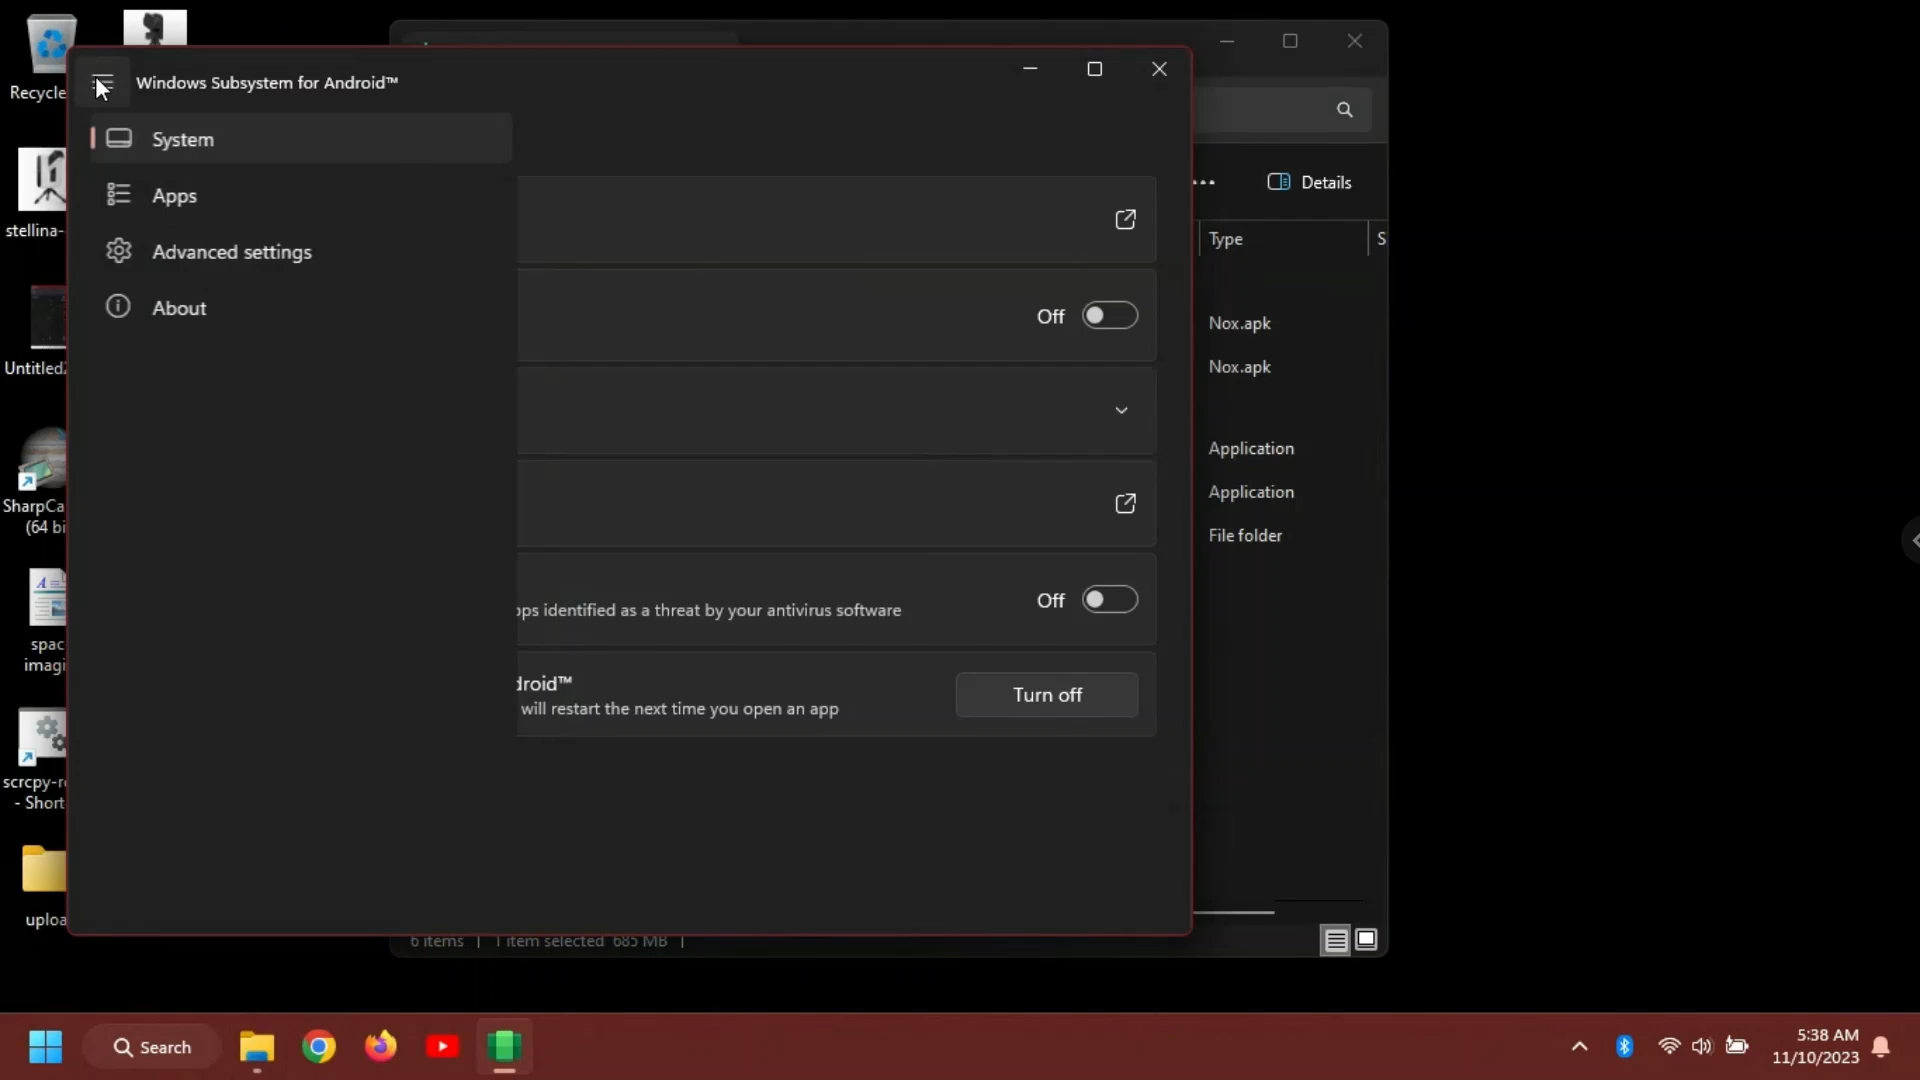 Windows Subsystem for Android™
System
Apps
Advanced settings
About
Off
Off
identified as a threat by your antivirus software
will restart the next time you open an app
Turn off
Details
Type
S
Nox.apk
Nox.apk
Application
Application
File folder
6 items 1 item selected 685 MB
Recycle
stellina-
Untitled
SharpCa
(64 bi
spac
imagi
scrcpy-r
- Short
uploa
Search
5:38 AM
11/10/2023